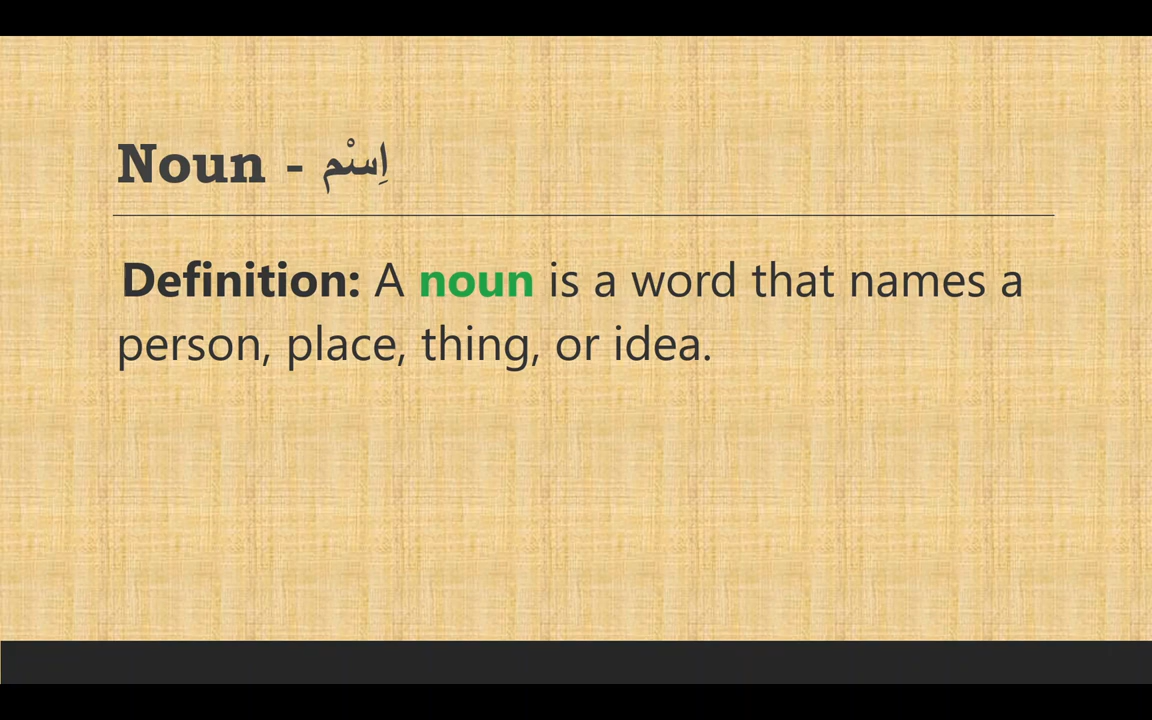 Noun - اِسْم
Definition: A noun is a word that names a
person, place, thing, or idea.